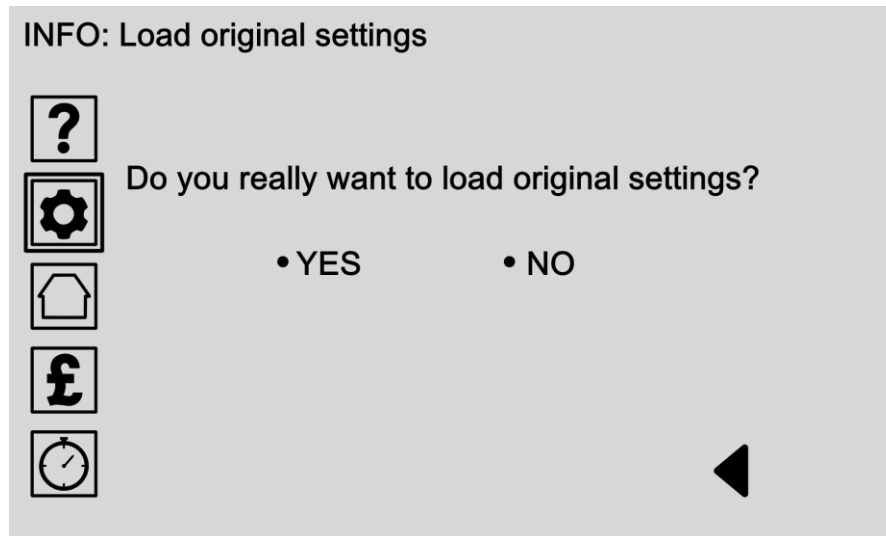 INFO: Load original settings
?
Do you really want to load original settings?
• YES • NO
£